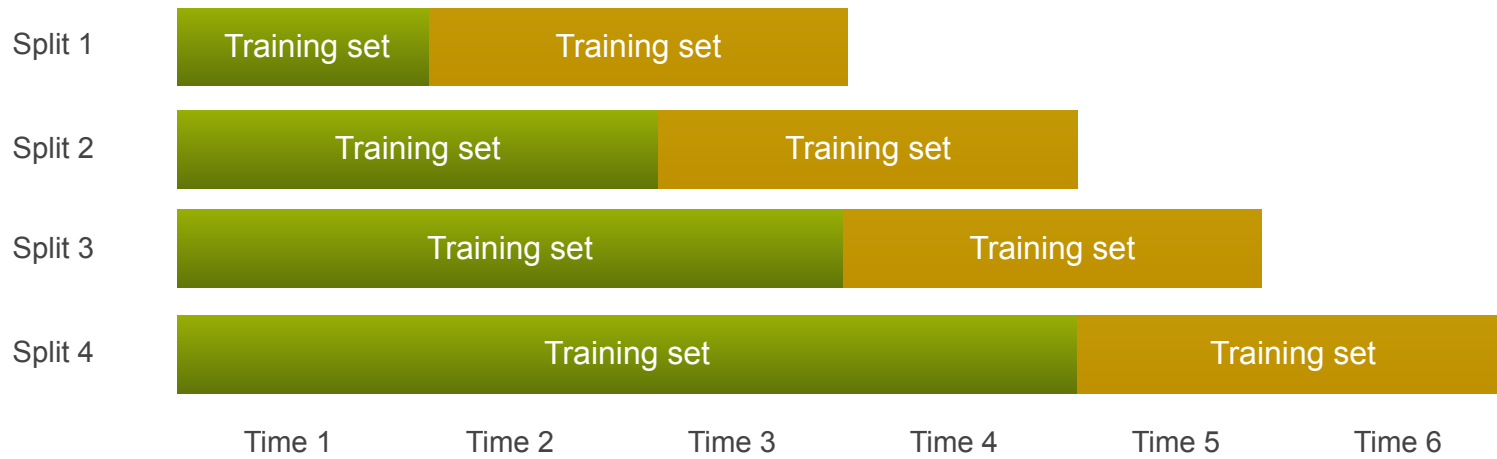 Split 1 Training set Training set
Split 2 Training set Training set
Split 3 Training set Training set
Split 4 Training set Training set
Time 1 Time 2 Time 3 Time 4 Time 5 Time 6